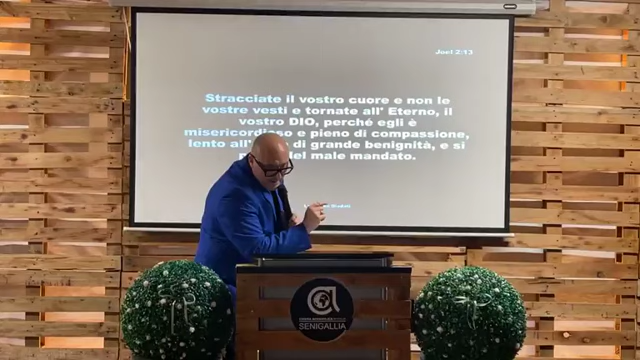 Joel 2:13
Stracciate il vostro cuore e non le
vostre vesti e tornate all' Eterno, il
vostro DIO, perché egli è
misericordioso e pieno di compassione,
lento all' di grande benignità, e si
del male mandato.
SENIGALLIA